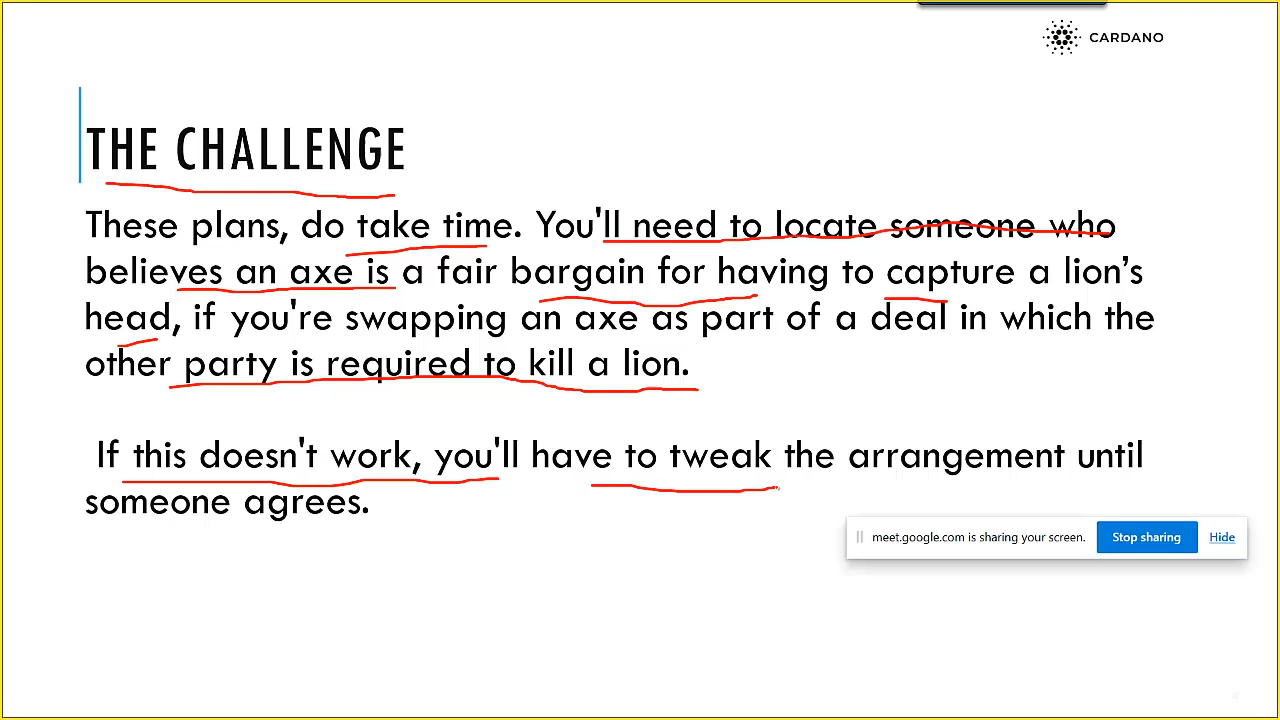 CARDANO
THE CHALLENGE
These plans, do take time. You'll need to locate someone who
believes an axe is a fair bargain for having to capture a lion’s
head, if you're swapping an axe as part of a deal in which the
other party is required to kill a lion.
If this doesn't work, you'll have to tweak the arrangement until
someone agrees.
meet.google.com is sharing your screen. Stop sharing Hide